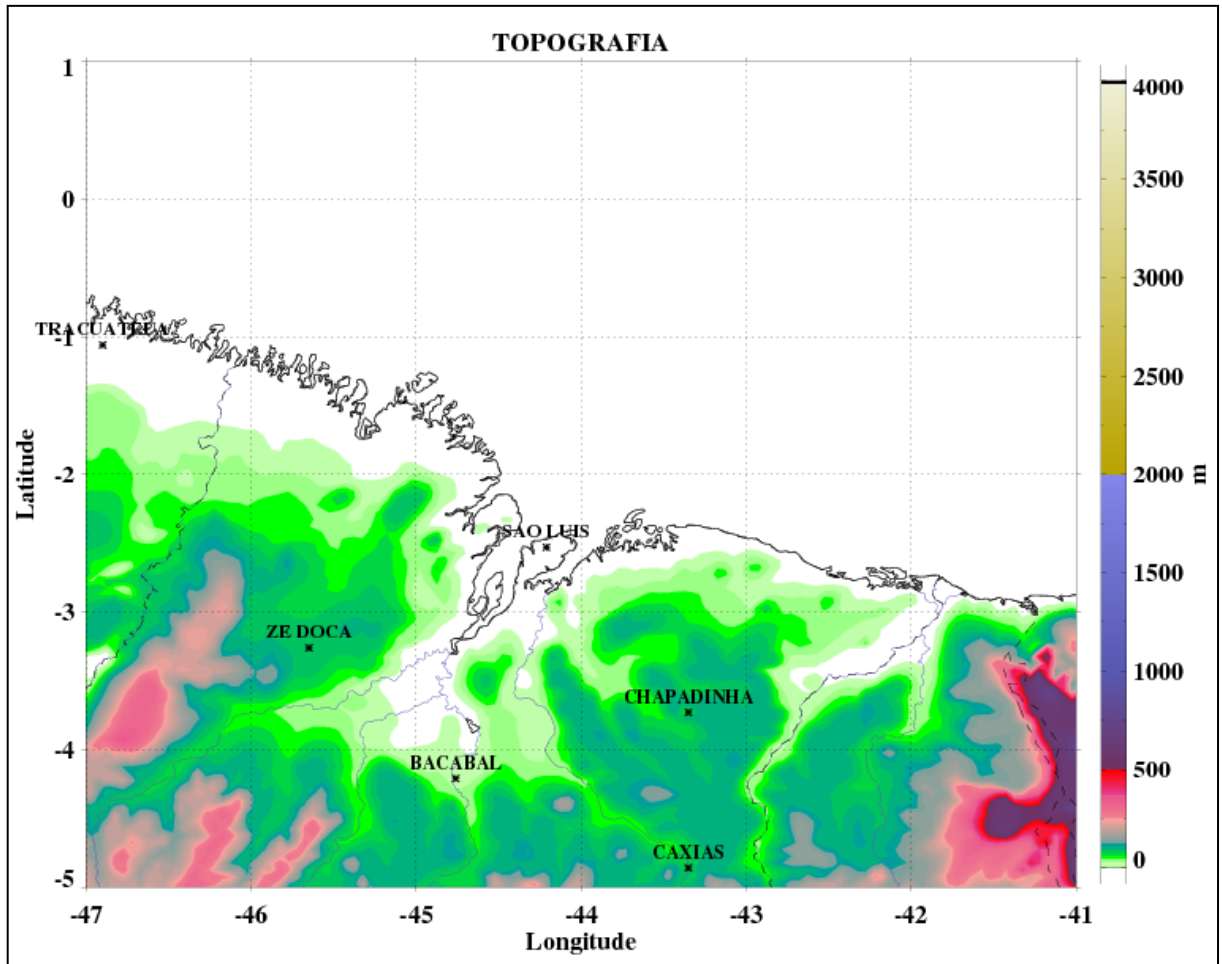 TOPOGRAFIA
1
0
-1
-2
-3
-4
-5
Latitude
TRACUATEUA
SAO LUIS
ZE DOCA
CHAPADINHA
BACABAL
CAXIAS
-47 -46 -45 -44 -43 -42 -41
Longitude
4000
3500
3000
2500
2000
1500
1000
500
0
m